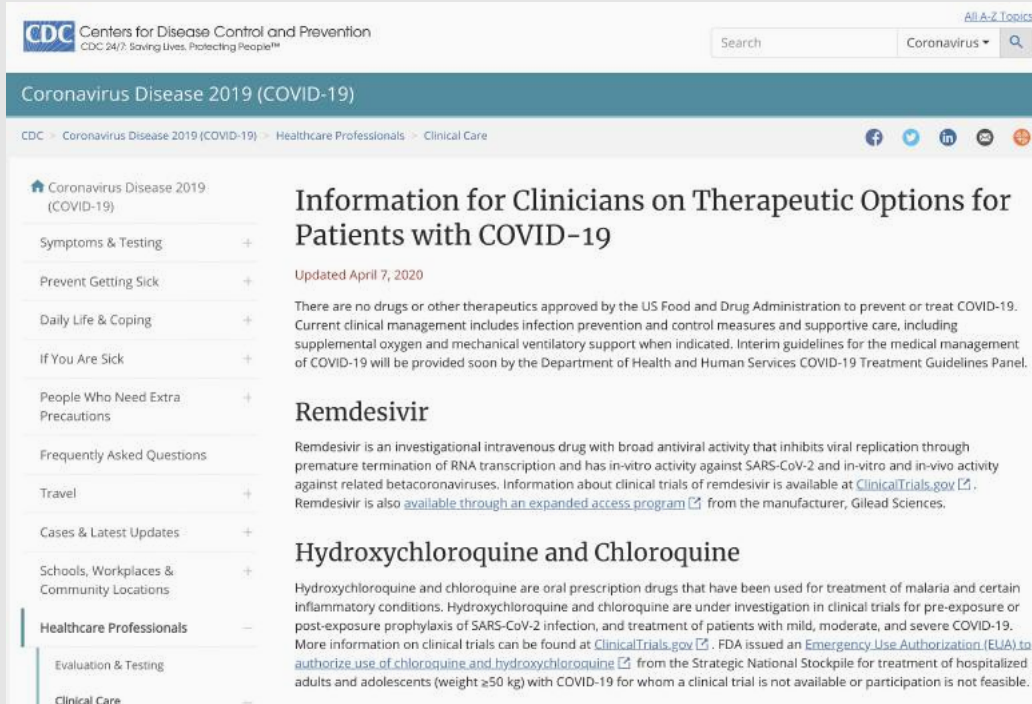 All A-Z Topics
CDC Centers for Disease Control and Prevention
CDC 24/7: Saving Lives, Protecting People™
Search
Coronavirus
Coronavirus Disease 2019 (COVID-19)
CDC > Coronavirus Disease 2019 (COVID-19) > Healthcare Professionals > Clinical Care
Coronavirus Disease 2019
(COVID-19)
Symptoms & Testing
Prevent Getting Sick
Daily Life & Coping
If You Are Sick
People Who Need Extra
Precautions
Frequently Asked Questions
Travel
Cases & Latest Updates
Schools, Workplaces &
Community Locations
Healthcare Professionals
Evaluation & Testing
Clinical Care
Information for Clinicians on Therapeutic Options for
Patients with COVID-19
Updated April 7, 2020
There are no drugs or other therapeutics approved by the US Food and Drug Administration to prevent or treat COVID-19.
Current clinical management includes infection prevention and control measures and supportive care, including
supplemental oxygen and mechanical ventilatory support when indicated. Interim guidelines for the medical management
of COVID-19 will be provided soon by the Department of Health and Human Services COVID-19 Treatment Guidelines Panel.
Remdesivir
Remdesivir is an investigational intravenous drug with broad antiviral activity that inhibits viral replication through
premature termination of RNA transcription and has in-vitro activity against SARS-CoV-2 and in-vitro and in-vivo activity
against related betacoronaviruses. Information about clinical trials of remdesivir is available at ClinicalTrials.gov.
Remdesivir is also available through an expanded access program from the manufacturer, Gilead Sciences.
Hydroxychloroquine and Chloroquine
Hydroxychloroquine and chloroquine are oral prescription drugs that have been used for treatment of malaria and certain
inflammatory conditions. Hydroxychloroquine and chloroquine are under investigation in clinical trials for pre-exposure or
post-exposure prophylaxis of SARS-CoV-2 infection, and treatment of patients with mild, moderate, and severe COVID-19.
More information on clinical trials can be found at ClinicalTrials.gov. FDA issued an Emergency Use Authorization (EUA) to
authorize use of chloroquine and hydroxychloroquine from the Strategic National Stockpile for treatment of hospitalized
adults and adolescents (weight ≥50 kg) with COVID-19 for whom a clinical trial is not available or participation is not feasible.